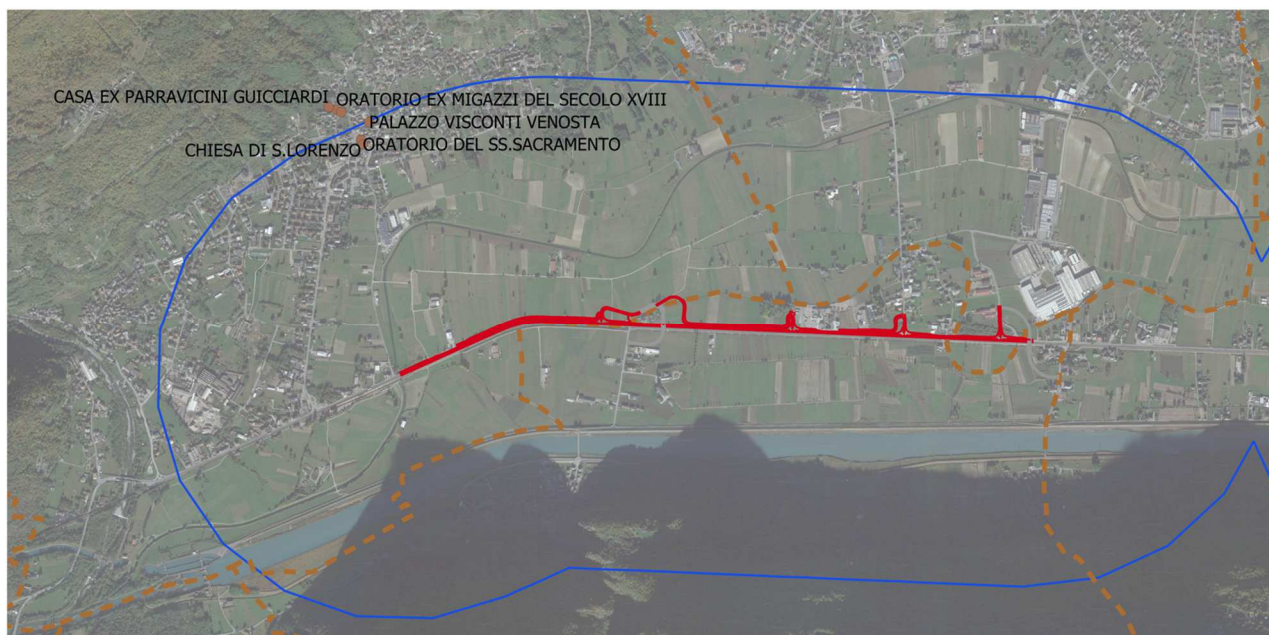 CASA EX PARRAVICINI GUICCIARDI
ORATORIO EX MIGAZZI DEL SECOLO XVIII
PALAZZO VISCONTI VENOSTA
CHIESA DI S.LORENZO
ORATORIO DEL SS.SACRAMENTO